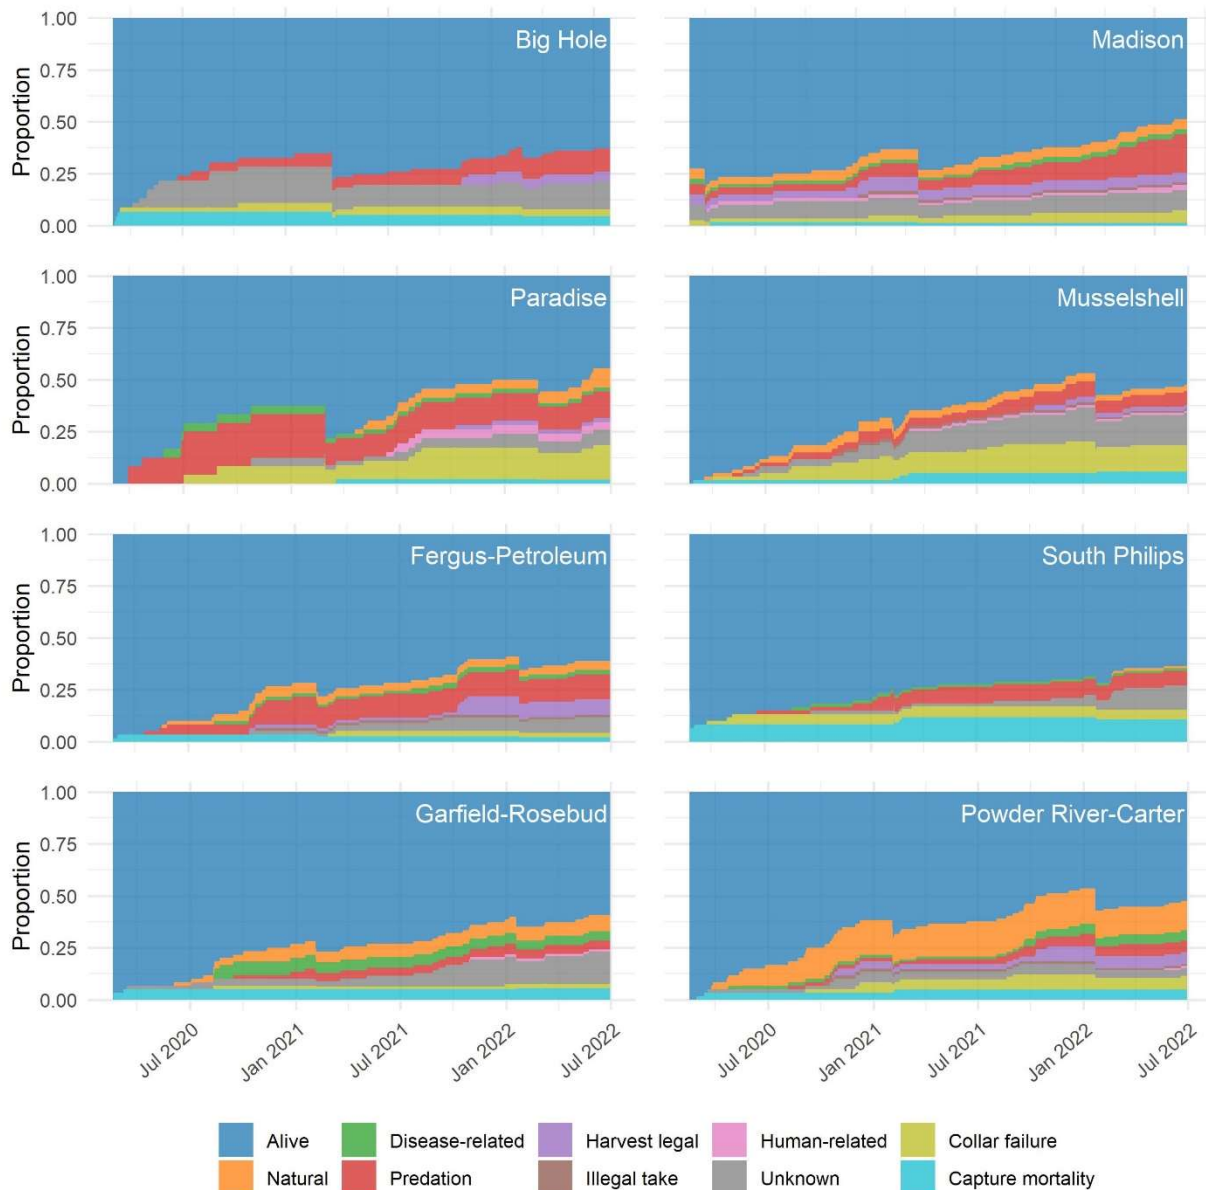 Big Hole
Madison
Proportion
1.00
0.75
0.50
0.25
0.00
Paradise
Musselshell
Proportion
1.00
0.75
0.50
0.25
0.00
Fergus-Petroleum
South Philips
Proportion
1.00
0.75
0.50
0.25
0.00
Garfield-Rosebud
Powder River-Carter
Proportion
1.00
0.75
0.50
0.25
0.00
Jul 2020 Jan 2021 Jul 2021 Jan 2022 Jul 2022
Jul 2020 Jan 2021 Jul 2021 Jan 2022 Jul 2022
Alive Disease-related Harvest legal Human-related Collar failure
Natural Predation Illegal take Unknown Capture mortality